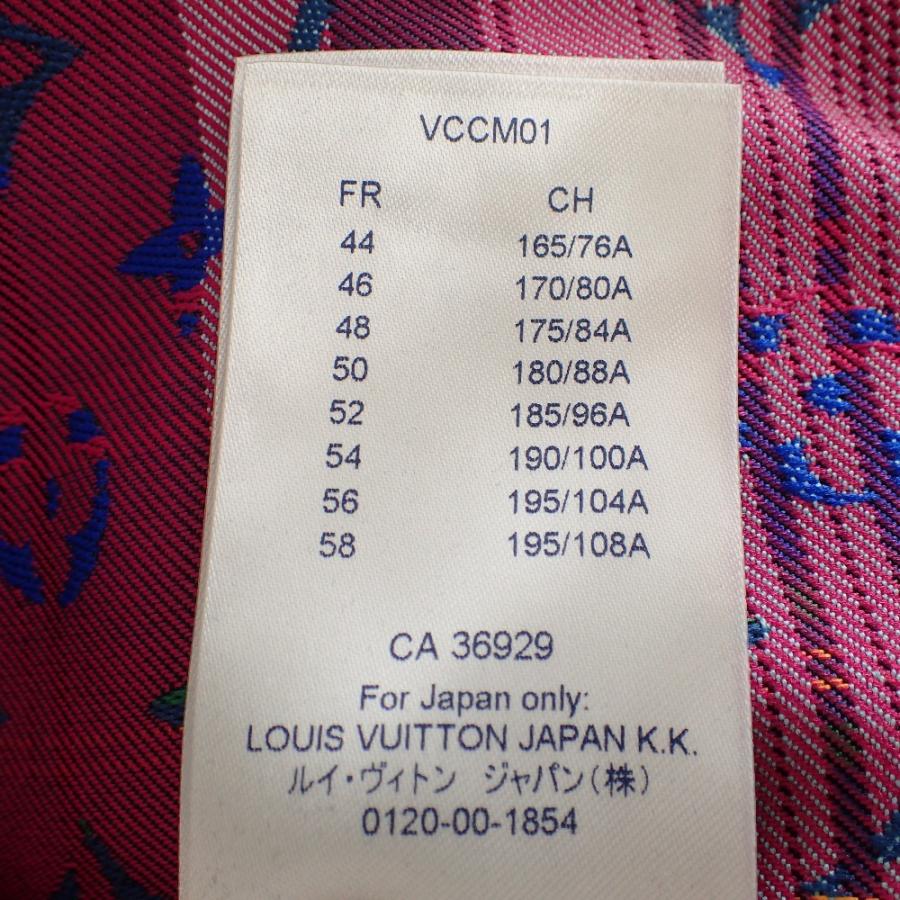 VCCM01
FR CH
44 165/76A
46 170/80A
48 175/84A
50 180/88A
52 185/96A
54 190/100A
56 195/104A
58 195/108A
CA 36929
For Japan only:
LOUIS VUITTON JAPAN K.K.
ルイ・ヴィトン ジャパン(株)
0120-00-1854